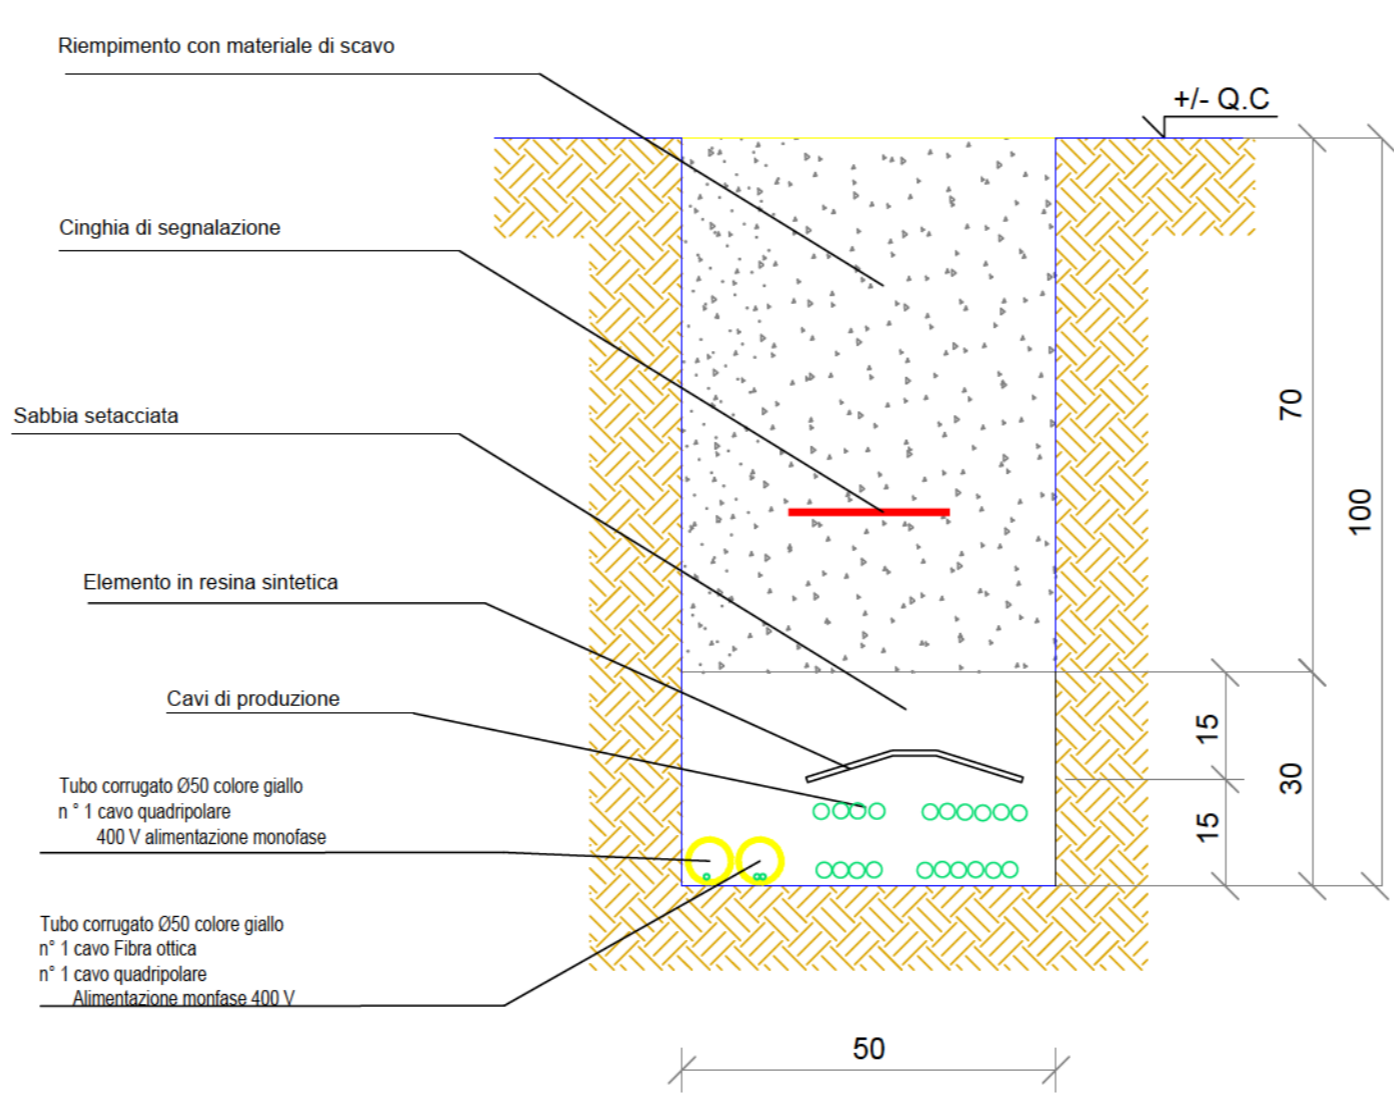 Riempimento con materiale di scavo
+/- Q.C
Cinghia di segnalazione
Sabbia setacciata
70
100
Elemento in resina sintetica
Cavi di produzione
15
30
15
Tubo corrugato Ø50 colore giallo
n ° 1 cavo quadripolare
400 V alimentazione monofase
Tubo corrugato Ø50 colore giallo
n° 1 cavo Fibra ottica
n° 1 cavo quadripolare
Alimentazione monfase 400 V
50